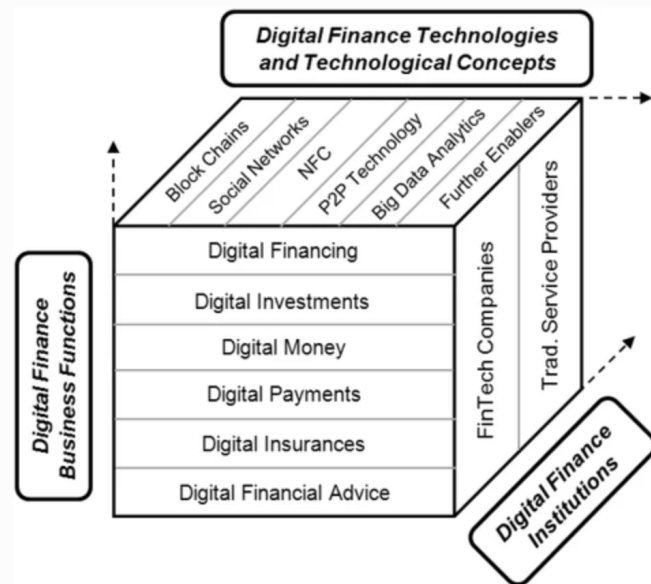 Digital Finance Technologies
and Technological Concepts
Block Chains
Social Networks
NFC
P2P Technology
Big Data Analytics
Further Enablers
Digital Finance
Business Functions
Digital Financing
Digital Investments
Digital Money
Digital Payments
Digital Insurances
Digital Financial Advice
FinTech Companies
Trad. Service Providers
Digital Finance
Institutions